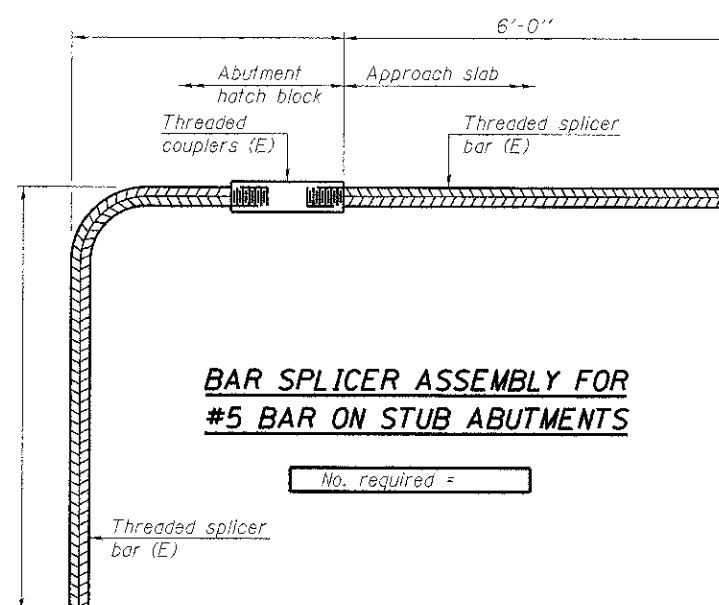 6'-0"
Abutment
hatch block
Approach slab
Threaded
couplers (E)
Threaded splicer
bar (E)
BAR SPLICER ASSEMBLY FOR
#5 BAR ON STUB ABUTMENTS
No. required =
Threaded splicer
bar (E)